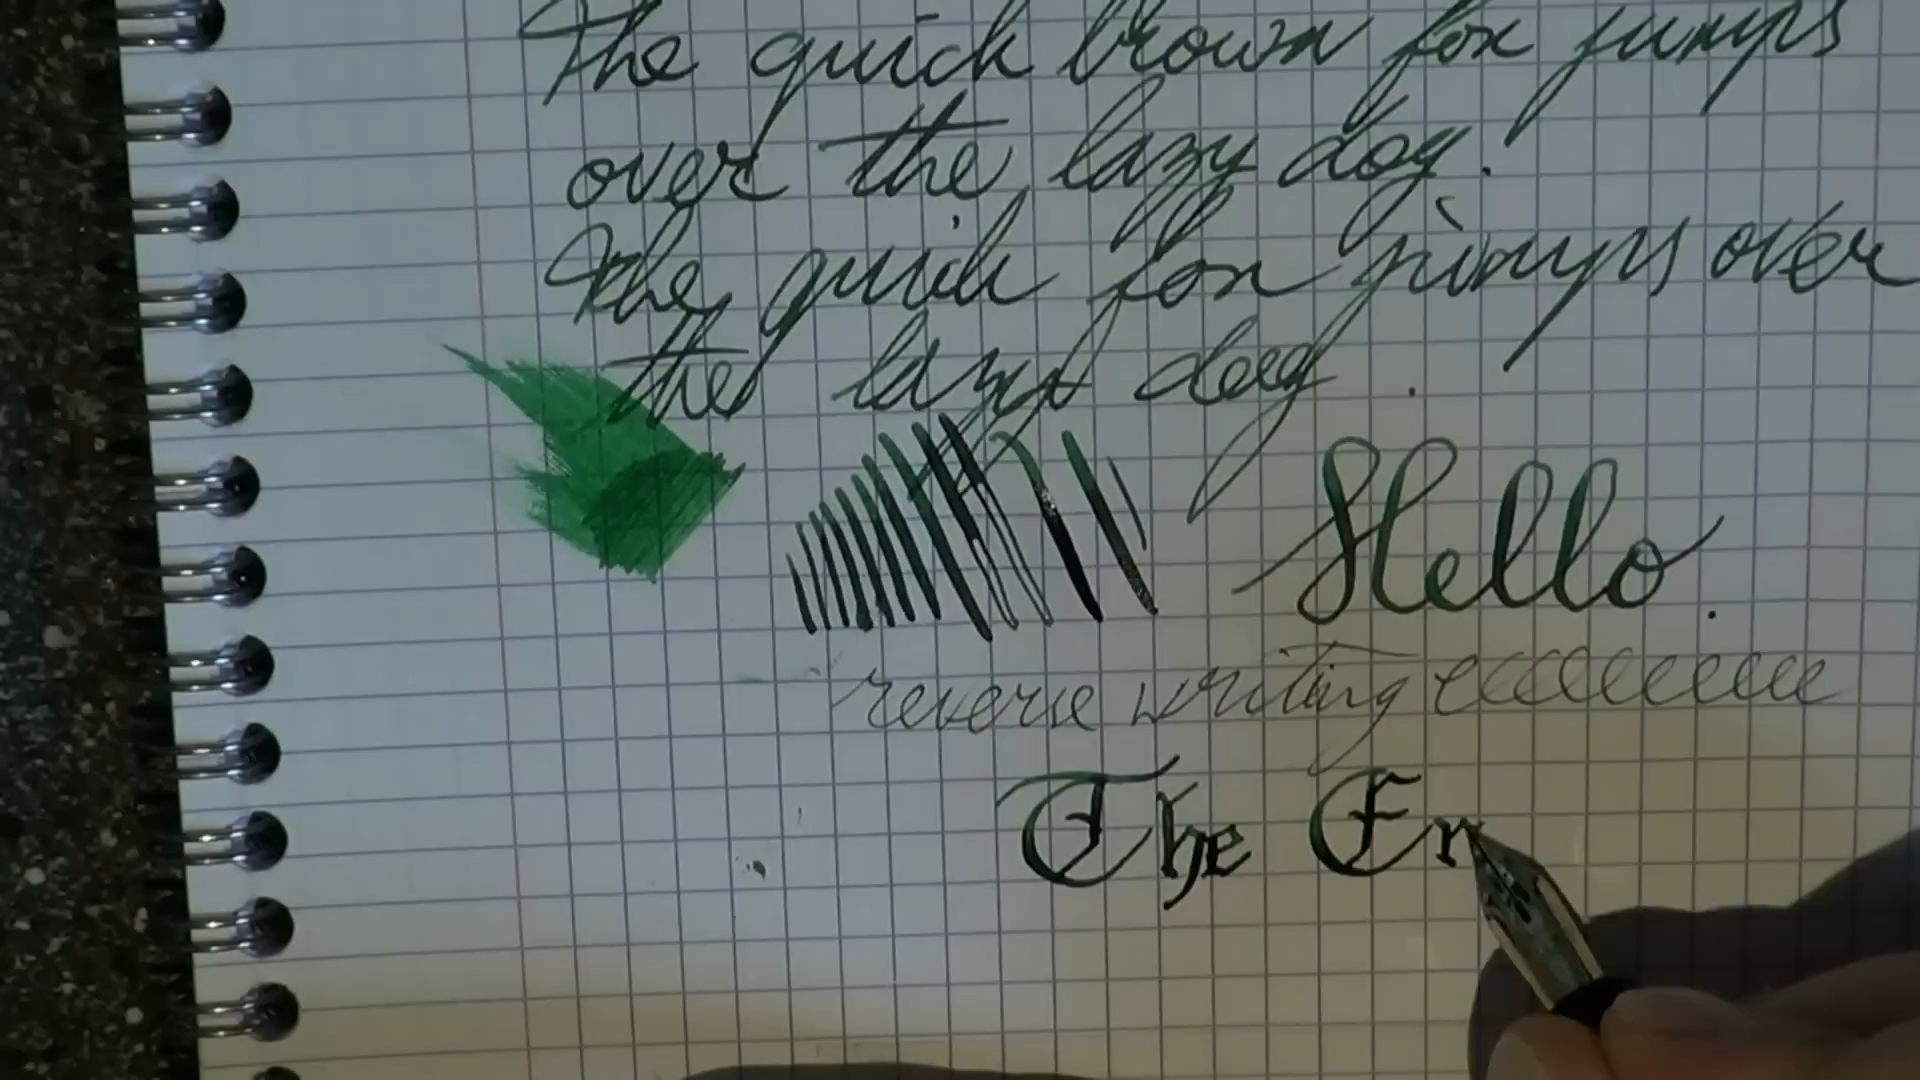 The quick brown fox jumps
over the lazy dog.
The quick fox jumps over
the lazy dog.
Hello.
reverse writing eeeeeeeeeee
The En